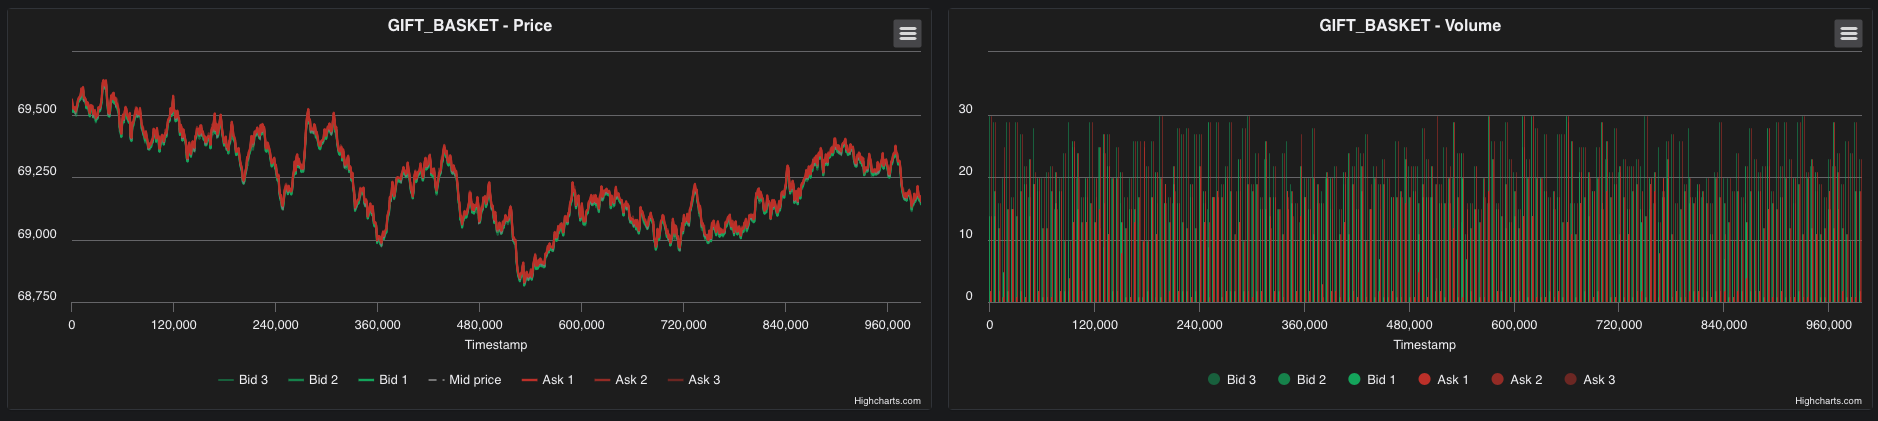 GIFT_BASKET - Price
69,500
69,250
69,000
68,750
0 120,000 240,000 360,000 480,000 600,000 720,000 840,000 960,000
Timestamp
Bid 3 Bid 2 Bid 1 Mid price Ask 1 Ask 2 Ask 3
Highcharts.com
GIFT_BASKET - Volume
30
20
10
0
0 120,000 240,000 360,000 480,000 600,000 720,000 840,000 960,000
Timestamp
Bid 3 Bid 2 Bid 1 Ask 1 Ask 2 Ask 3
Highcharts.com